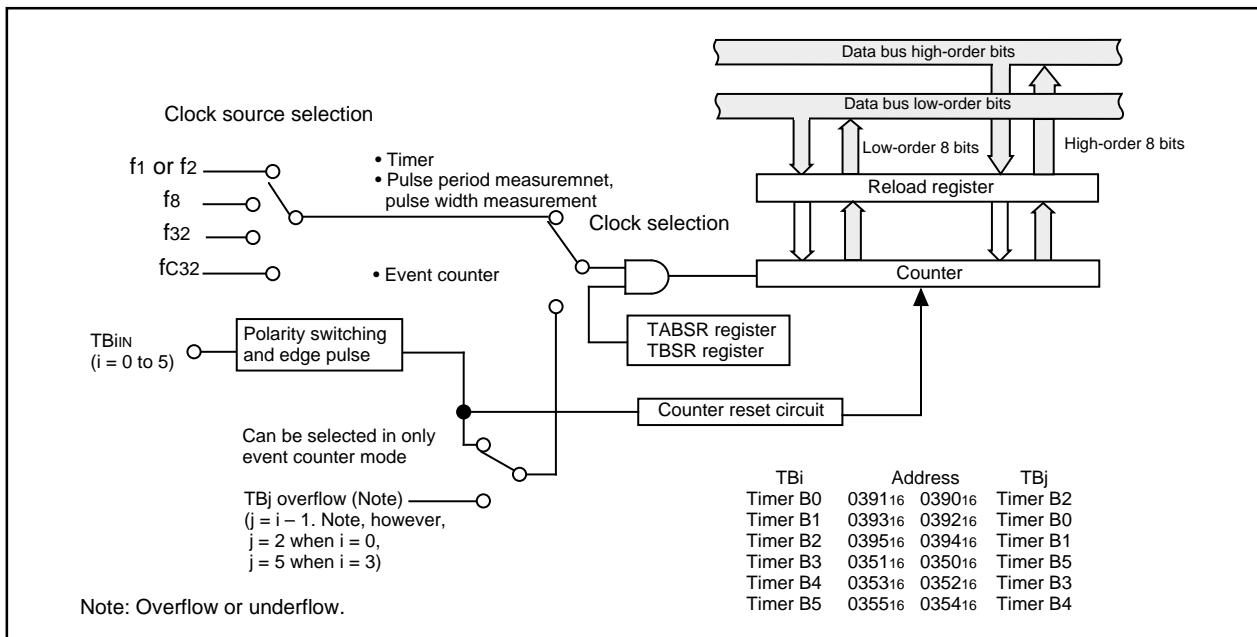 Data bus high-order bits
Data bus low-order bits
Clock source selection
Low-order 8 bits
High-order 8 bits
f1 or f2
f8
f32
fC32
• Timer
• Pulse period measuremnet,
pulse width measurement
Reload register
Clock selection
• Event counter
Counter
TABSR register
TBSR register
TBiIN
(i = 0 to 5)
Polarity switching
and edge pulse
Counter reset circuit
Can be selected in only
event counter mode
TBj overflow (Note)
(j = i – 1. Note, however,
j = 2 when i = 0,
j = 5 when i = 3)
TBi Address TBj
Timer B0 039116 039016 Timer B2
Timer B1 039316 039216 Timer B0
Timer B2 039516 039416 Timer B1
Timer B3 035116 035016 Timer B5
Timer B4 035316 035216 Timer B3
Timer B5 035516 035416 Timer B4
Note: Overflow or underflow.